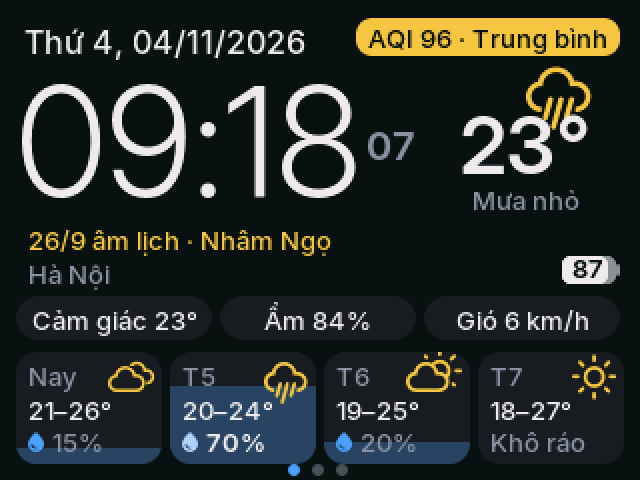 Thứ 4, 04/11/2026
AQI 96 · Trung bình
09:18 07
23°
Mưa nhỏ
26/9 âm lịch · Nhâm Ngọ
Hà Nội
87
Cảm giác 23°
Ẩm 84%
Gió 6 km/h
Nay
21–26°
15%
T5
20–24°
70%
T6
19–25°
20%
T7
18–27°
Khô ráo